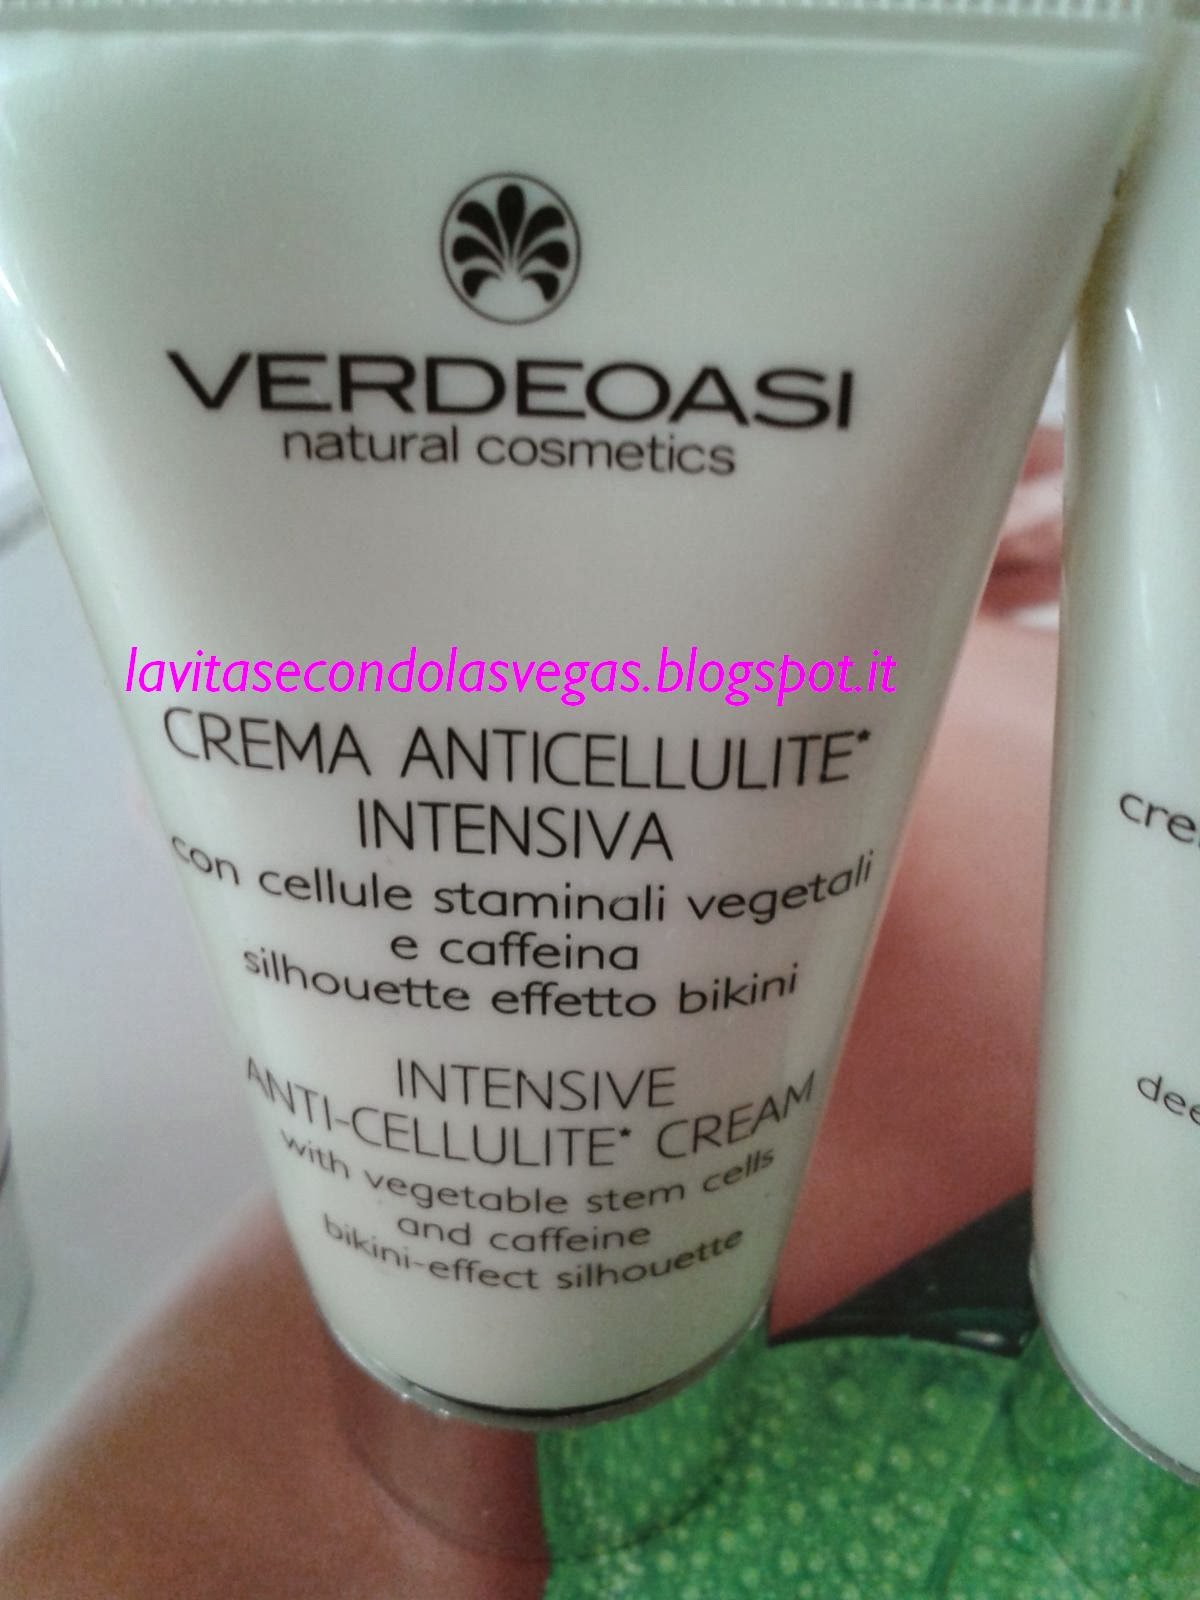 VERDEOASI
natural cosmetics
lavitasecondolasvegas.blogspot.it
CREMA ANTICELLULITE*
INTENSIVA
con cellule staminali vegetali
e caffeina
silhouette effetto bikini
INTENSIVE
ANTI-CELLULITE* CREAM
with vegetable stem cells
and caffeine
bikini-effect silhouette